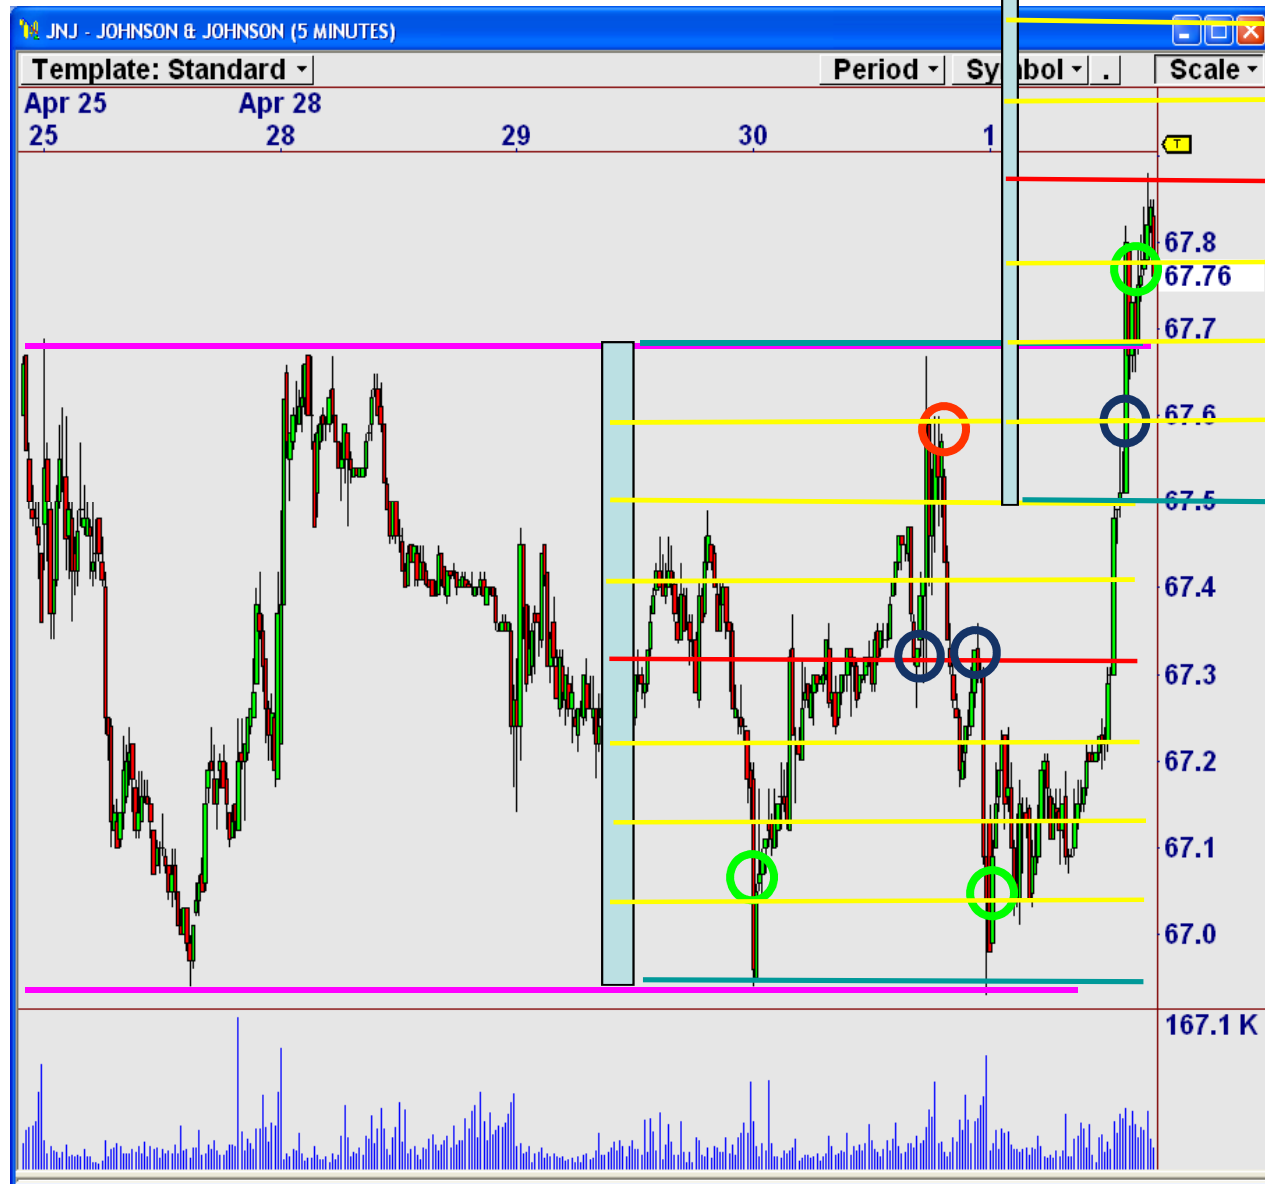 JNJ - JOHNSON & JOHNSON (5 MINUTES)
Template: Standard Period Symbol . Scale
Apr 25 Apr 28
25 28 29 30 1
T
67.8
67.76
67.7
67.6
67.5
67.4
67.3
67.2
67.1
67.0
167.1 K